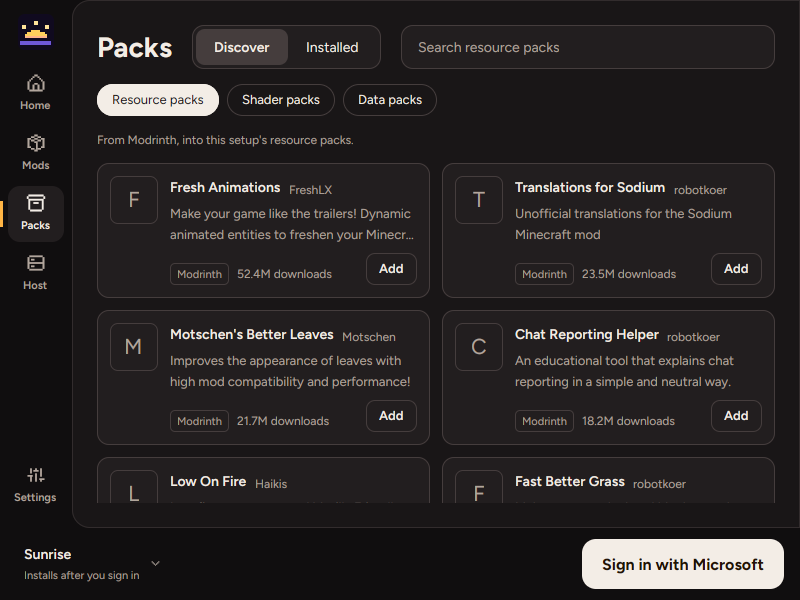 Packs
Discover
Installed
Search resource packs
Home
Mods
Packs
Host
Settings
Resource packs
Shader packs
Data packs
From Modrinth, into this setup's resource packs.
F
Fresh Animations FreshLX
Make your game like the trailers! Dynamic
animated entities to freshen your Minecr...
Modrinth 52.4M downloads
Add
T
Translations for Sodium robotkoer
Unofficial translations for the Sodium
Minecraft mod
Modrinth 23.5M downloads
Add
M
Motschen's Better Leaves Motschen
Improves the appearance of leaves with
high mod compatibility and performance!
Modrinth 21.7M downloads
Add
C
Chat Reporting Helper robotkoer
An educational tool that explains chat
reporting in a simple and neutral way.
Modrinth 18.2M downloads
Add
L
Low On Fire Haikis
F
Fast Better Grass robotkoer
Sunrise
Installs after you sign in
Sign in with Microsoft